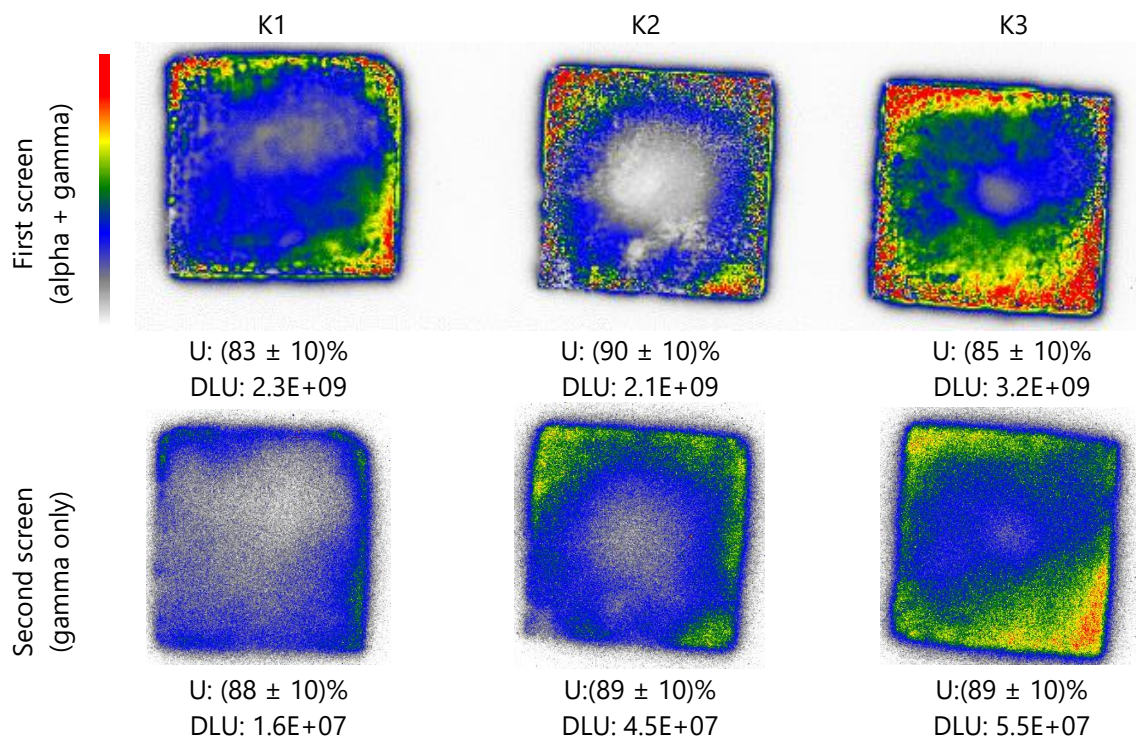 K1 K2 K3
First screen
(alpha + gamma)
U: (83 ± 10)% U: (90 ± 10)% U: (85 ± 10)%
DLU: 2.3E+09 DLU: 2.1E+09 DLU: 3.2E+09
Second screen
(gamma only)
U: (88 ± 10)% U:(89 ± 10)% U:(89 ± 10)%
DLU: 1.6E+07 DLU: 4.5E+07 DLU: 5.5E+07